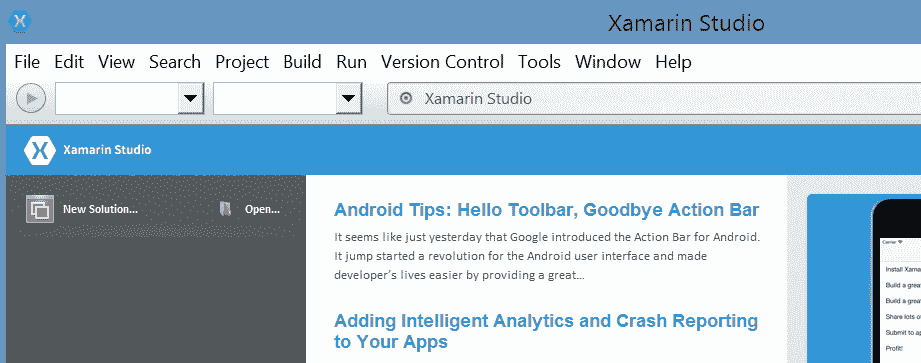 Xamarin Studio
File Edit View Search Project Build Run Version Control Tools Window Help
Xamarin Studio
Xamarin Studio
New Solution... Open...
Android Tips: Hello Toolbar, Goodbye Action Bar
It seems like just yesterday that Google introduced the Action Bar for Android.
It jump started a revolution for the Android user interface and made
developer's lives easier by providing a great...
Adding Intelligent Analytics and Crash Reporting
to Your Apps
Carrier
Install Xama
Build a grea
Build a grea
Share lots o
Submit to ap
Profit!